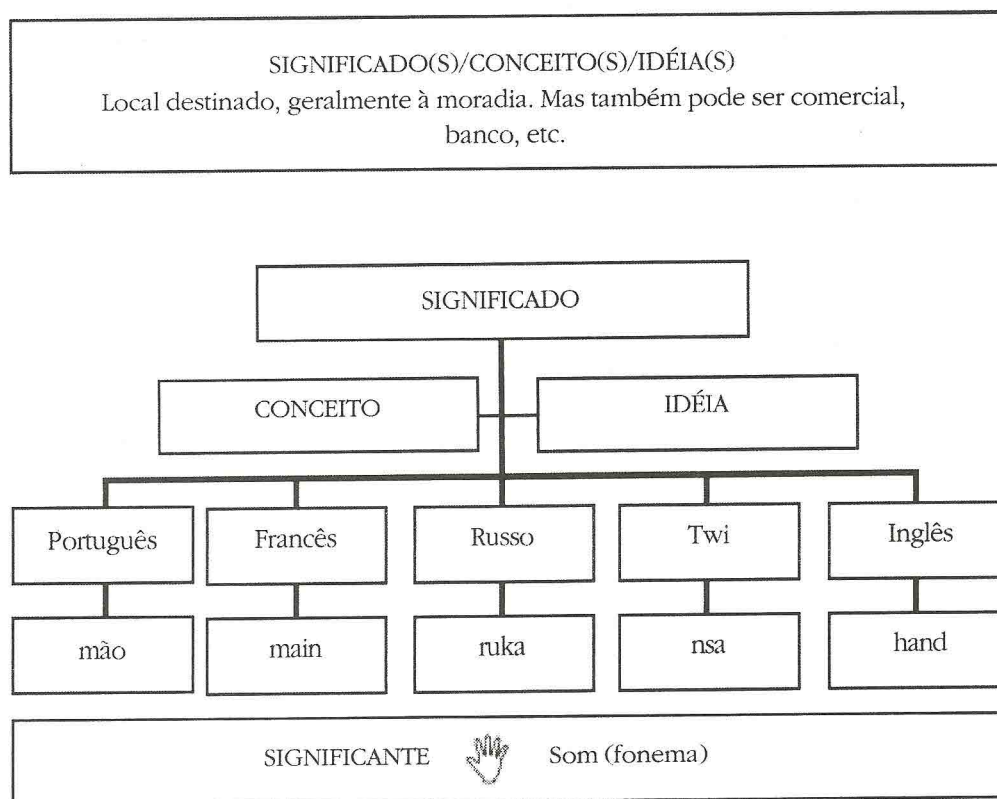 SIGNIFICADO(S)/CONCEITO(S)/IDÉIA(S)
Local destinado, geralmente à moradia. Mas também pode ser comercial,
banco, etc.
SIGNIFICADO
CONCEITO
IDÉIA
Português
Francês
Russo
Twi
Inglês
mão
main
ruka
nsa
hand
SIGNIFICANTE Som (fonema)